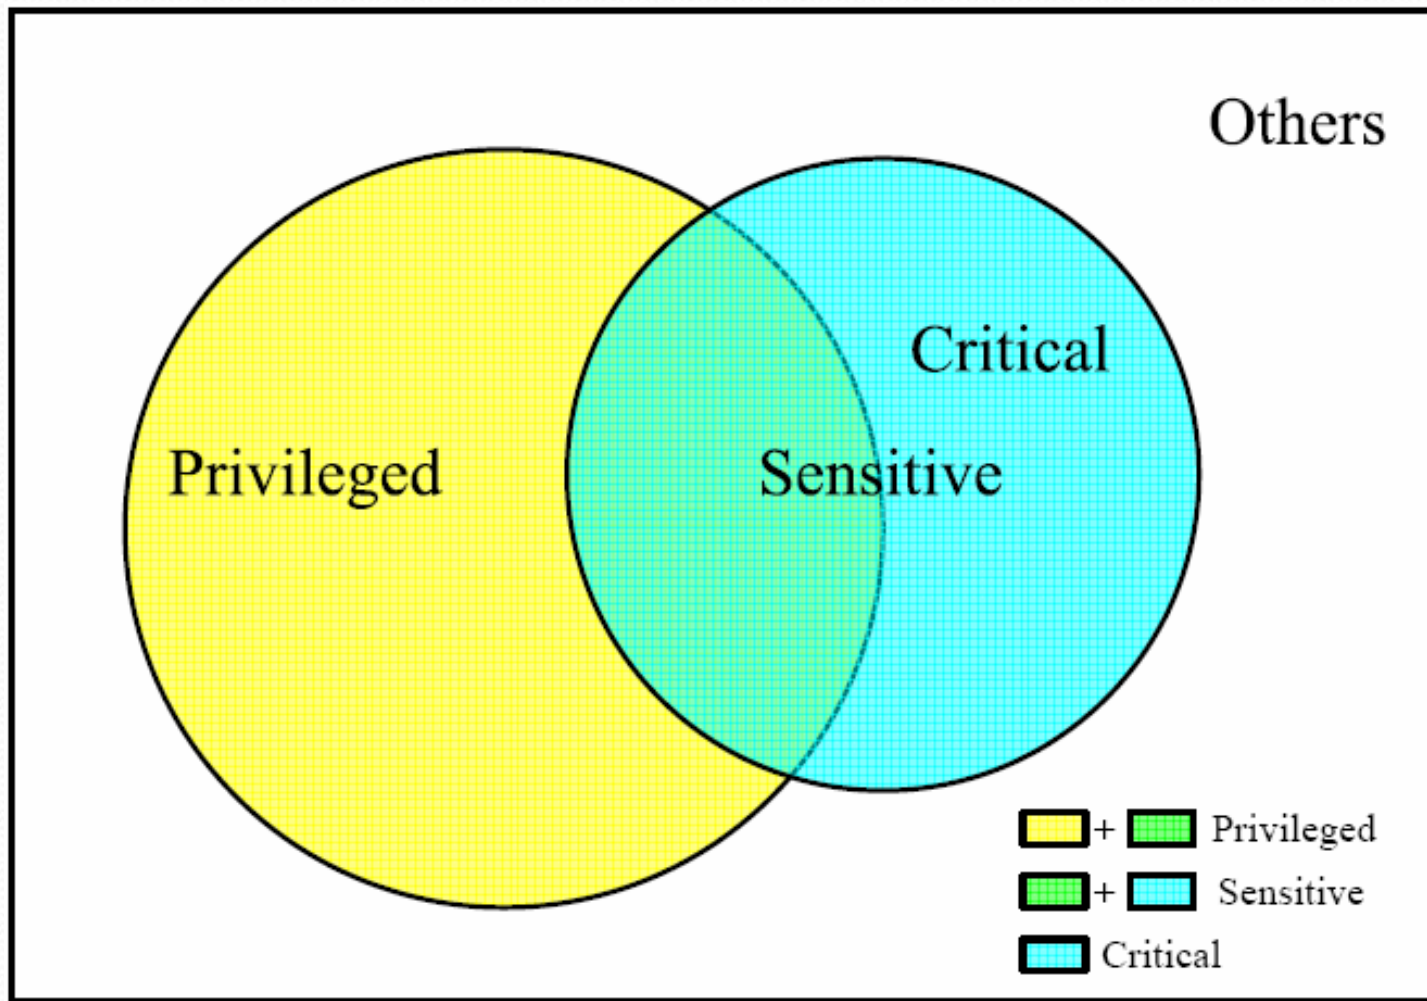 Others
Critical
Privileged
Sensitive
+ Privileged
+ Sensitive
Critical